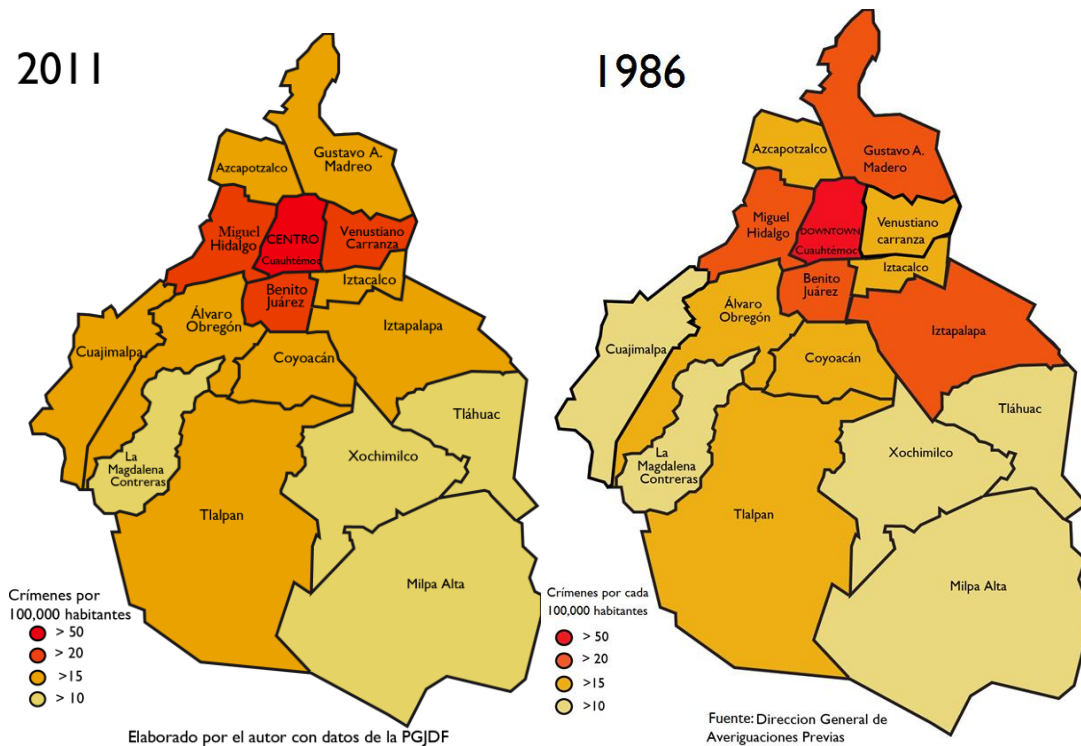 2011
Azcapotzalco
Gustavo A.
Madreo
Miguel
Hidalgo
CENTRO
Cuauhtémoc
Venustiano
Carranza
Iztacalco
Benito
Juárez
Álvaro
Obregón
Iztapalapa
Cuajimalpa
Coyoacán
Tláhuac
La
Magdalena
Contreras
Xochimilco
Tlalpan
Milpa Alta
Crímenes por
100,000 habitantes
> 50
> 20
>15
> 10
Elaborado por el autor con datos de la PGJDF
1986
Azcapotzalco
Gustavo A.
Madero
Miguel
Hidalgo
DOWNTOWN
Cuauhtémoc
Venustiano
carranza
Iztacalco
Benito
Juárez
Álvaro
Obregón
Iztapalapa
Cuajimalpa
Coyoacán
Tláhuac
La
Magdalena
Contreras
Xochimilco
Tlalpan
Milpa Alta
Crímenes por cada
100,000 habitantes
> 50
> 20
>15
>10
Fuente: Direccion General de
Averiguaciones Previas